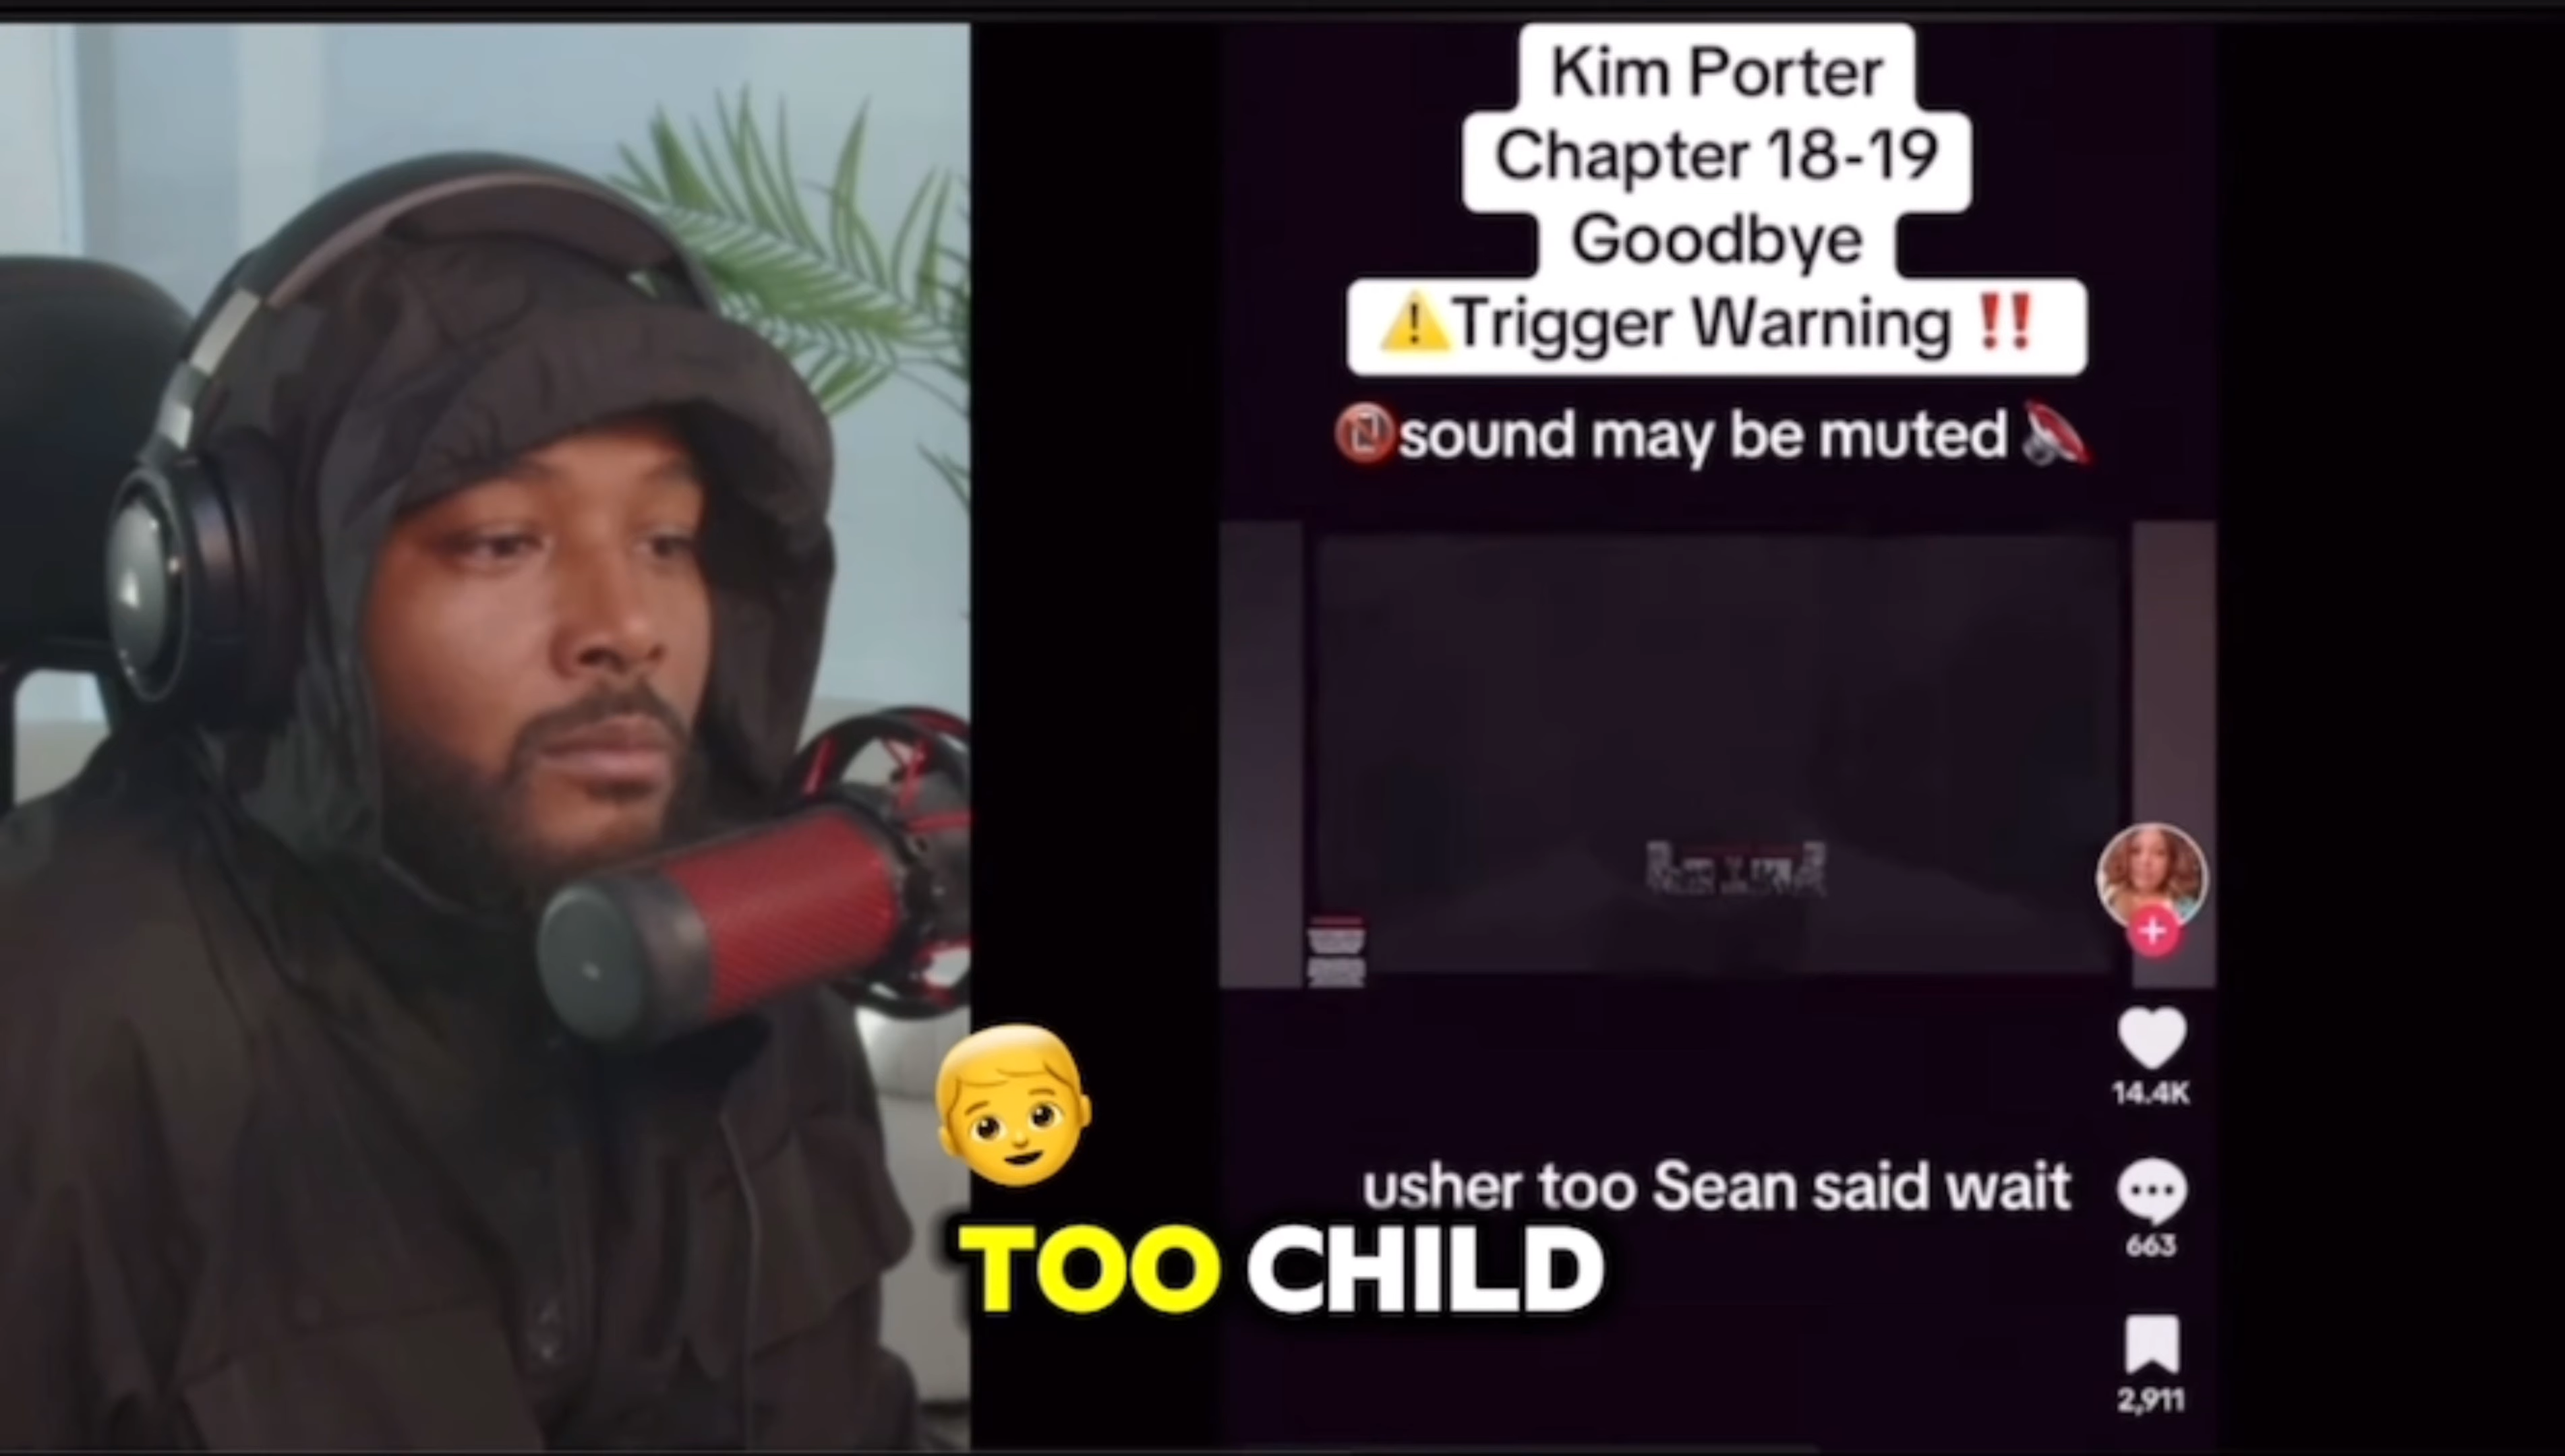 Kim Porter
Chapter 18-19
Goodbye
⚠️Trigger Warning ‼️
sound may be muted
14.4K
663
usher too Sean said wait
TOO CHILD
2,911